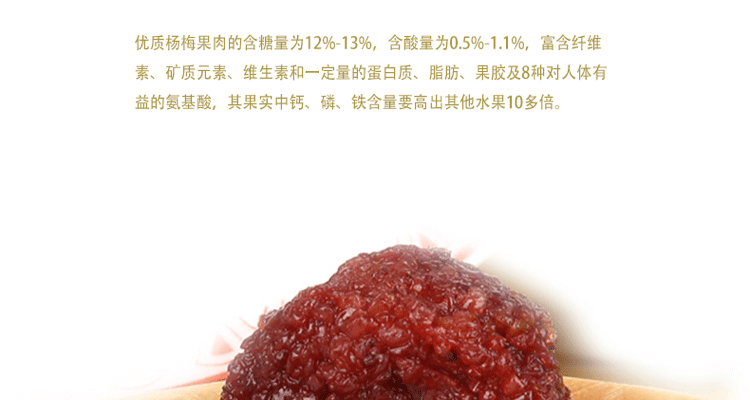 优质杨梅果肉的含糖量为12%-13%，含酸量为0.5%-1.1%，富含纤维
素、矿质元素、维生素和一定量的蛋白质、脂肪、果胶及8种对人体有
益的氨基酸，其果实中钙、磷、铁含量要高出其他水果10多倍。